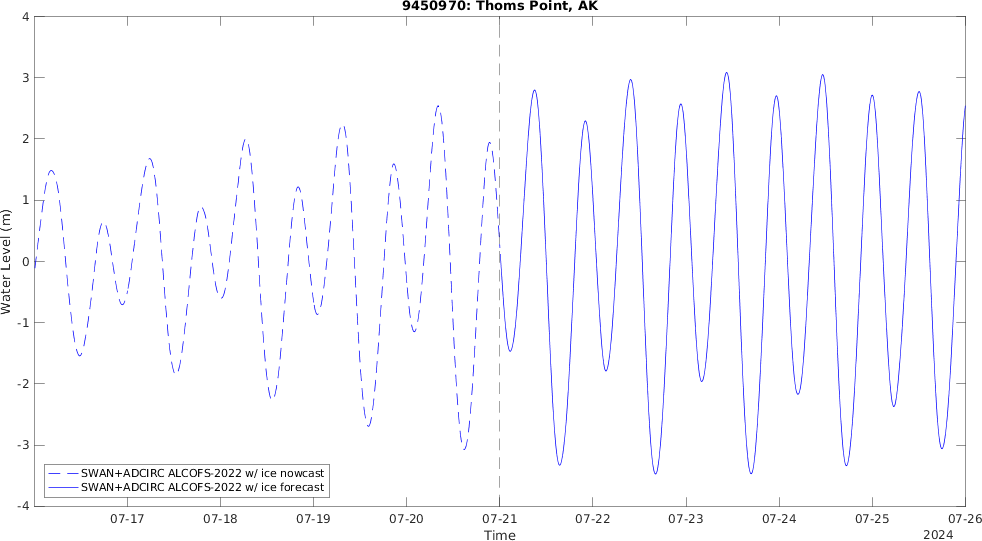 9450970: Thoms Point, AK
4
3
2
1
0
-1
-2
-3
-4
Water Level (m)
SWAN+ADCIRC ALCOFS-2022 w/ ice nowcast
SWAN+ADCIRC ALCOFS-2022 w/ ice forecast
07-17 07-18 07-19 07-20 07-21 07-22 07-23 07-24 07-25 07-26
Time
2024